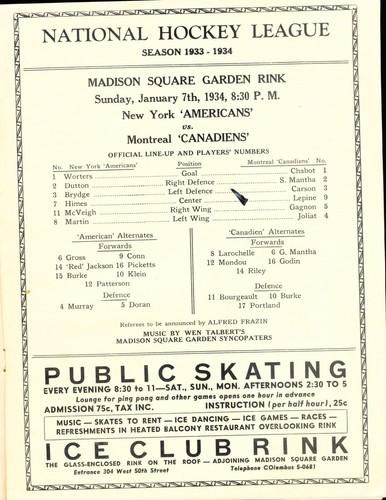 NATIONAL HOCKEY LEAGUE
SEASON 1933 - 1934
MADISON SQUARE GARDEN RINK
Sunday, January 7th, 1934, 8:30 P. M.
New York 'AMERICANS'
vs.
Montreal 'CANADIENS'
OFFICIAL LINE-UP AND PLAYERS' NUMBERS
No. New York 'Americans' Position Montreal 'Canadiens' No.
1 Worters Goal Chabot 1
2 Dutton Right Defence S. Mantha 2
3 Brydge Left Defence Carson 3
7 Himes Center Lepine 9
11 McVeigh Right Wing Gagnon 5
8 Martin Left Wing Joliat 4
'American' Alternates
Forwards
6 Gross 9 Conn
14 'Red' Jackson 16 Picketts
15 Burke 10 Klein
12 Patterson
Defence
4 Murray 5 Doran
'Canadien' Alternates
Forwards
8 Larochelle 6 G. Mantha
12 Mondou 16 Godin
14 Riley
Defence
11 Bourgeault 10 Burke
17 Portland
Referees to be announced by ALFRED FRAZIN
MUSIC BY WEN TALBERT'S
MADISON SQUARE GARDEN SYNCOPATERS
PUBLIC SKATING
EVERY EVENING 8:30 to 11—SAT., SUN., MON. AFTERNOONS 2:30 TO 5
Lounge for ping pong and other games opens one hour in advance
ADMISSION 75c, TAX INC. INSTRUCTION (per half hour), 25c
MUSIC — SKATES TO RENT — ICE DANCING — ICE GAMES — RACES -
REFRESHMENTS IN HEATED BALCONY RESTAURANT OVERLOOKING RINK
ICE CLUB RINK
THE GLASS-ENCLOSED RINK ON THE ROOF — ADJOINING MADISON SQUARE GARDEN
Entrance 304 West 50th Street Telephone COlumbus 5-0681